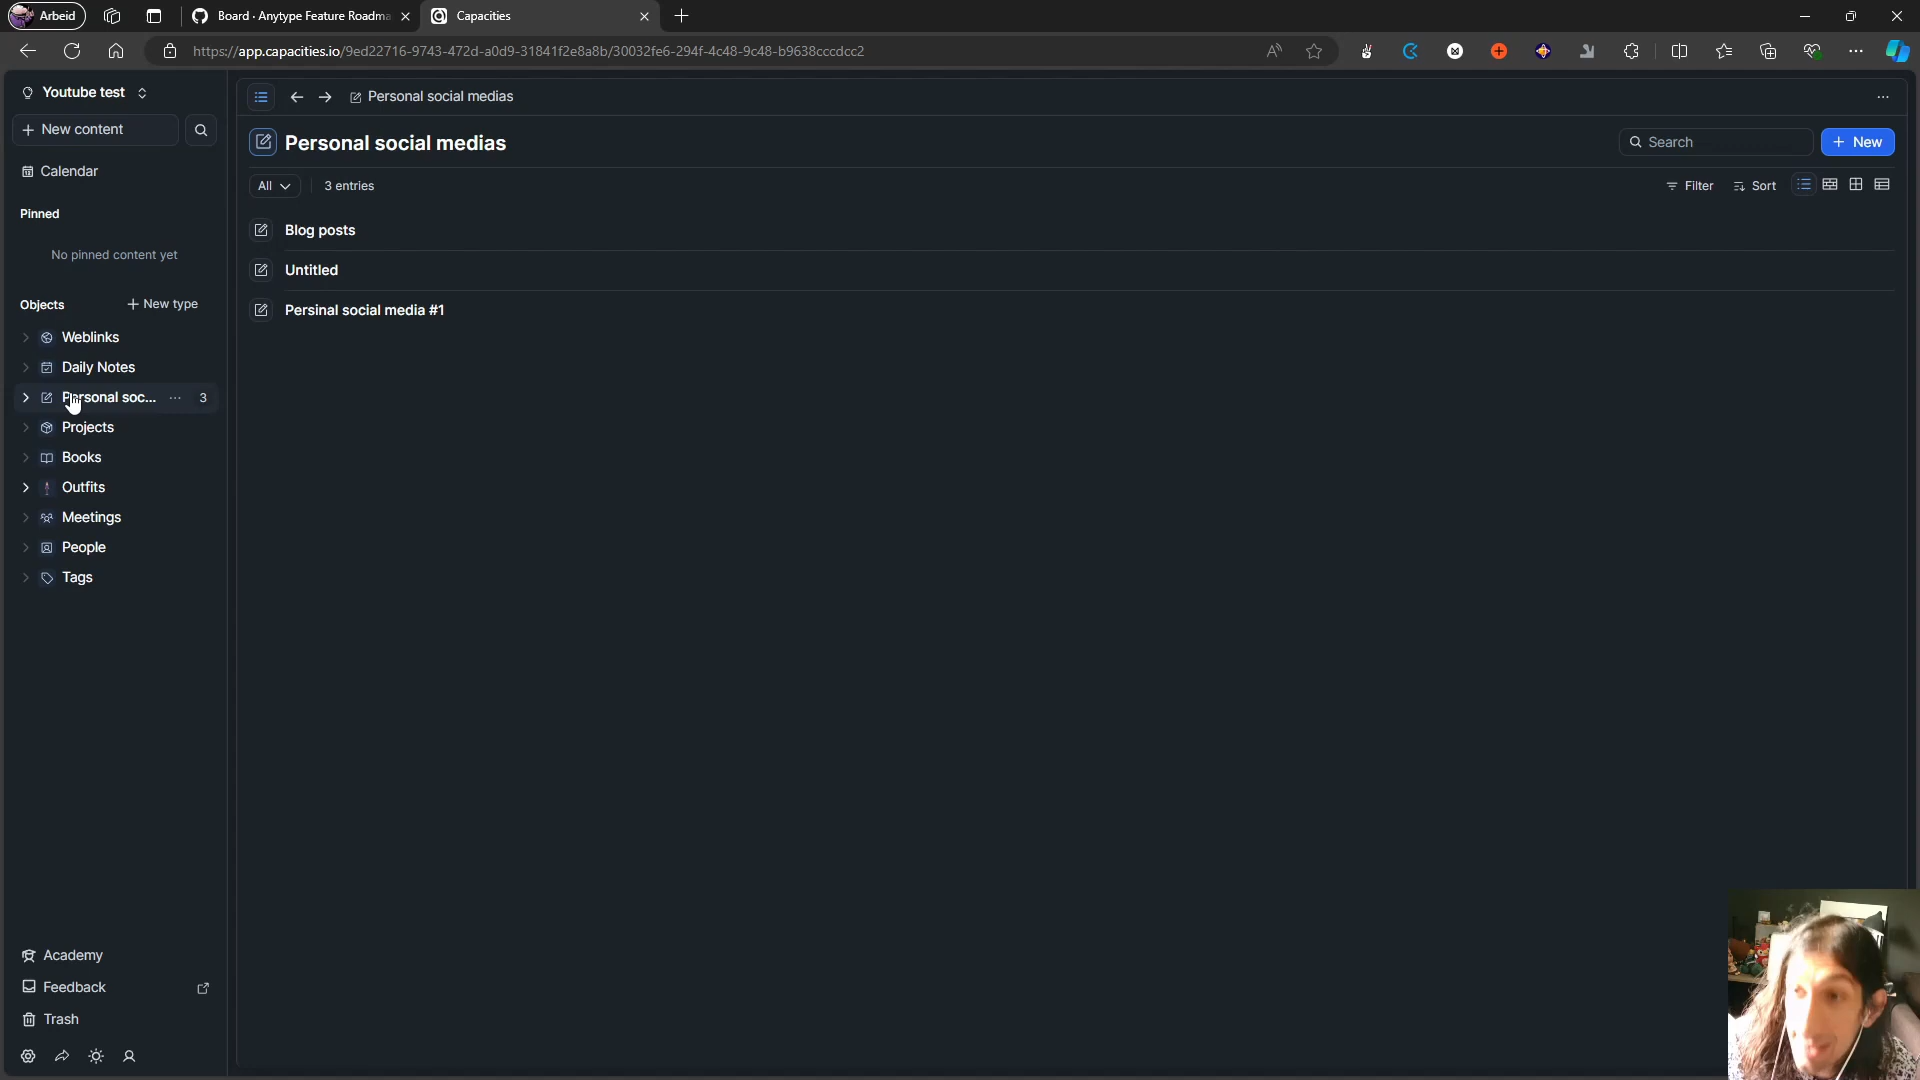 Arbeid
Board · Anytype Feature Roadma
Capacities
https://app.capacities.io/9ed22716-9743-472d-a0d9-31841f2e8a8b/30032fe6-294f-4c48-9c48-b9638cccdcc2
Youtube test
New content
Calendar
Pinned
No pinned content yet
Objects
New type
Weblinks
Daily Notes
Personal soc...
3
Projects
Books
Outfits
Meetings
People
Tags
Academy
Feedback
Trash
Personal social medias
Personal social medias
Search
New
All
3 entries
Filter
Sort
Blog posts
Untitled
Persinal social media #1